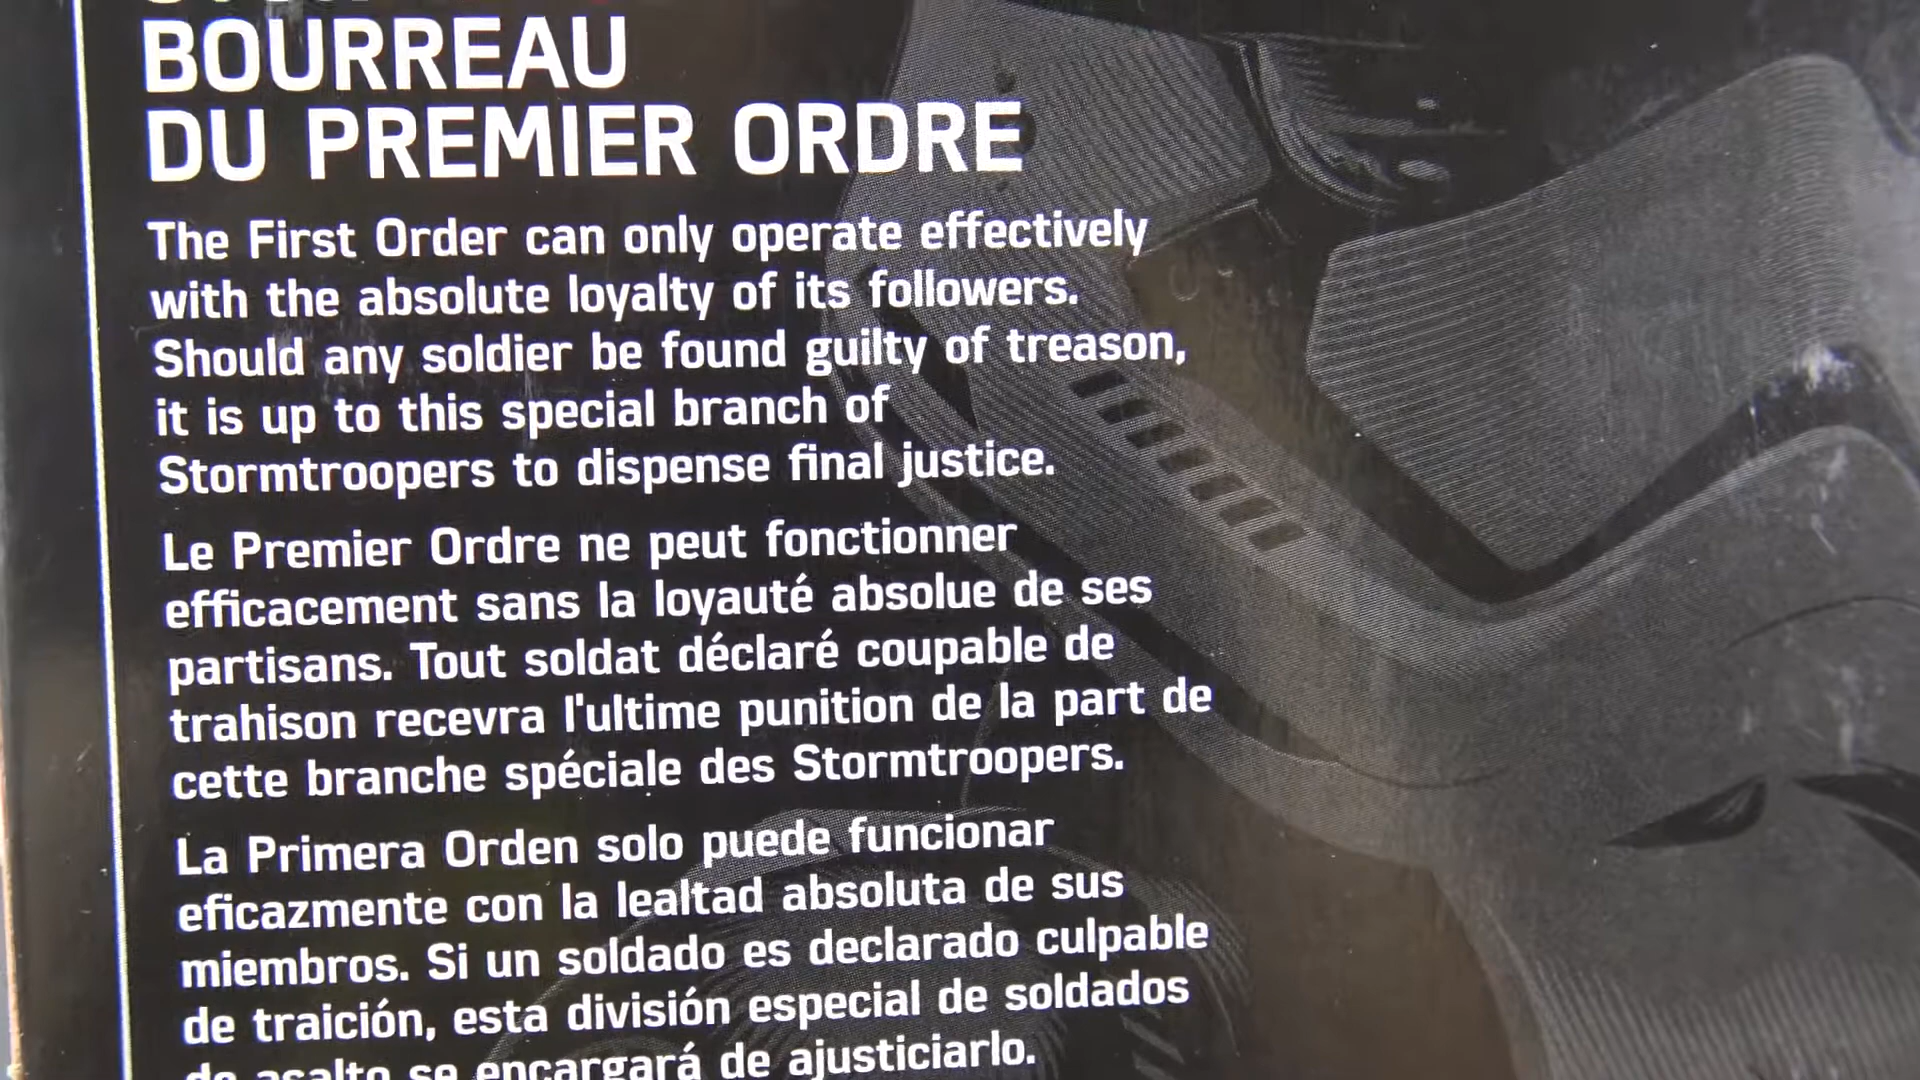 BOURREAU
DU PREMIER ORDRE
The First Order can only operate effectively
with the absolute loyalty of its followers.
Should any soldier be found guilty of treason,
it is up to this special branch of
Stormtroopers to dispense final justice.
Le Premier Ordre ne peut fonctionner
efficacement sans la loyauté absolue de ses
partisans. Tout soldat déclaré coupable de
trahison recevra l'ultime punition de la part de
cette branche spéciale des Stormtroopers.
La Primera Orden solo puede funcionar
eficazmente con la lealtad absoluta de sus
miembros. Si un soldado es declarado culpable
de traición, esta división especial de soldados
de asalto se encargará de ajusticiarlo.